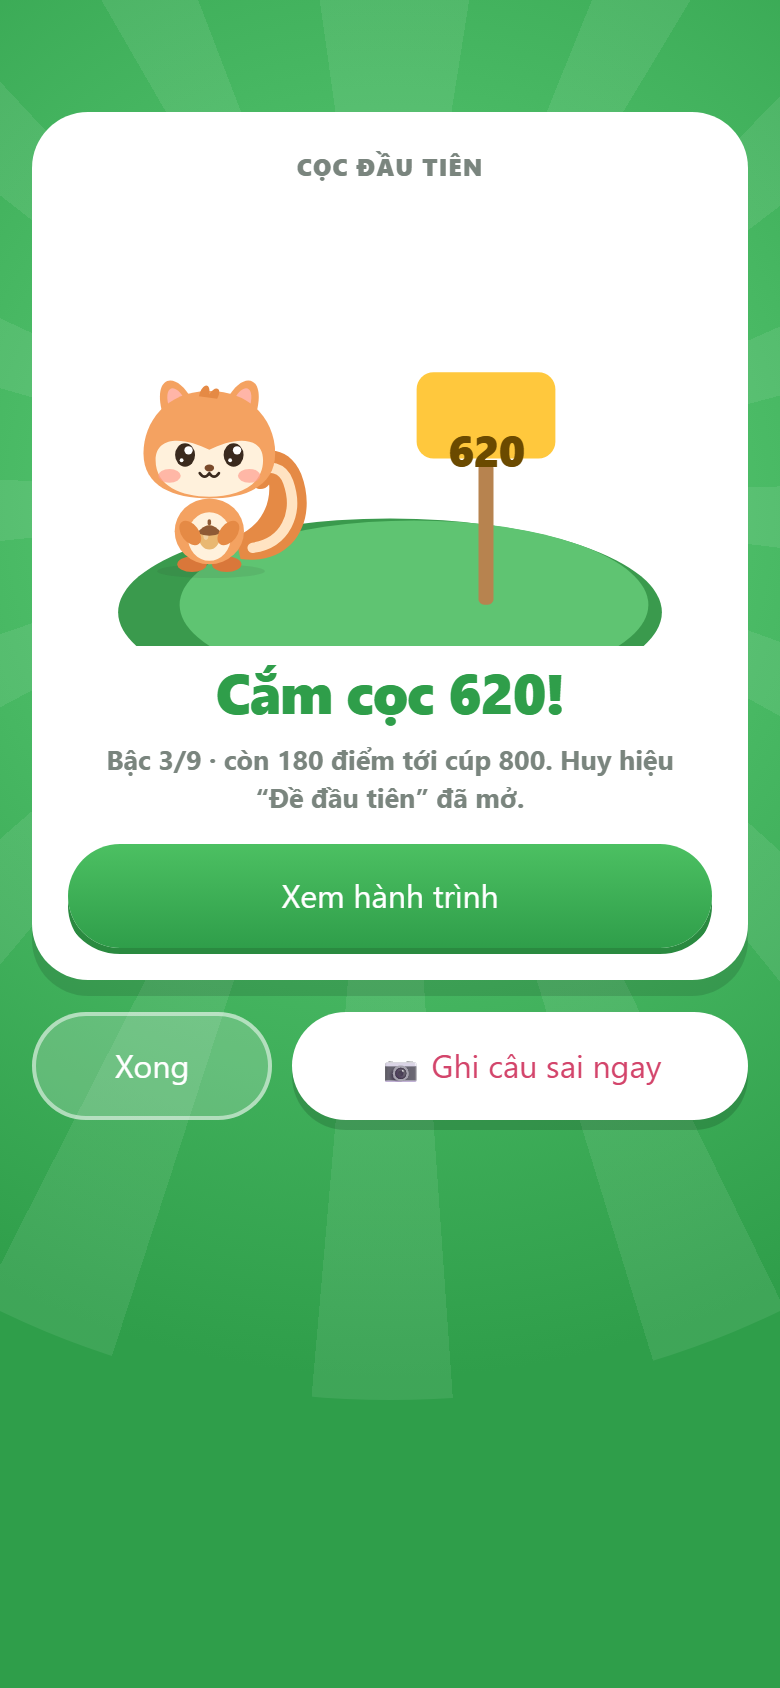 CỌC ĐẦU TIÊN
620
Cắm cọc 620!
Bậc 3/9 · còn 180 điểm tới cúp 800. Huy hiệu
“Đề đầu tiên” đã mở.
Xem hành trình
Xong
Ghi câu sai ngay